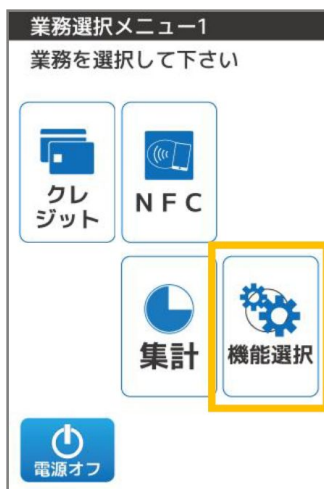 業務選択メニュー1
業務を選択して下さい
クレ
ジット
NFC
集計
機能選択
電源オフ